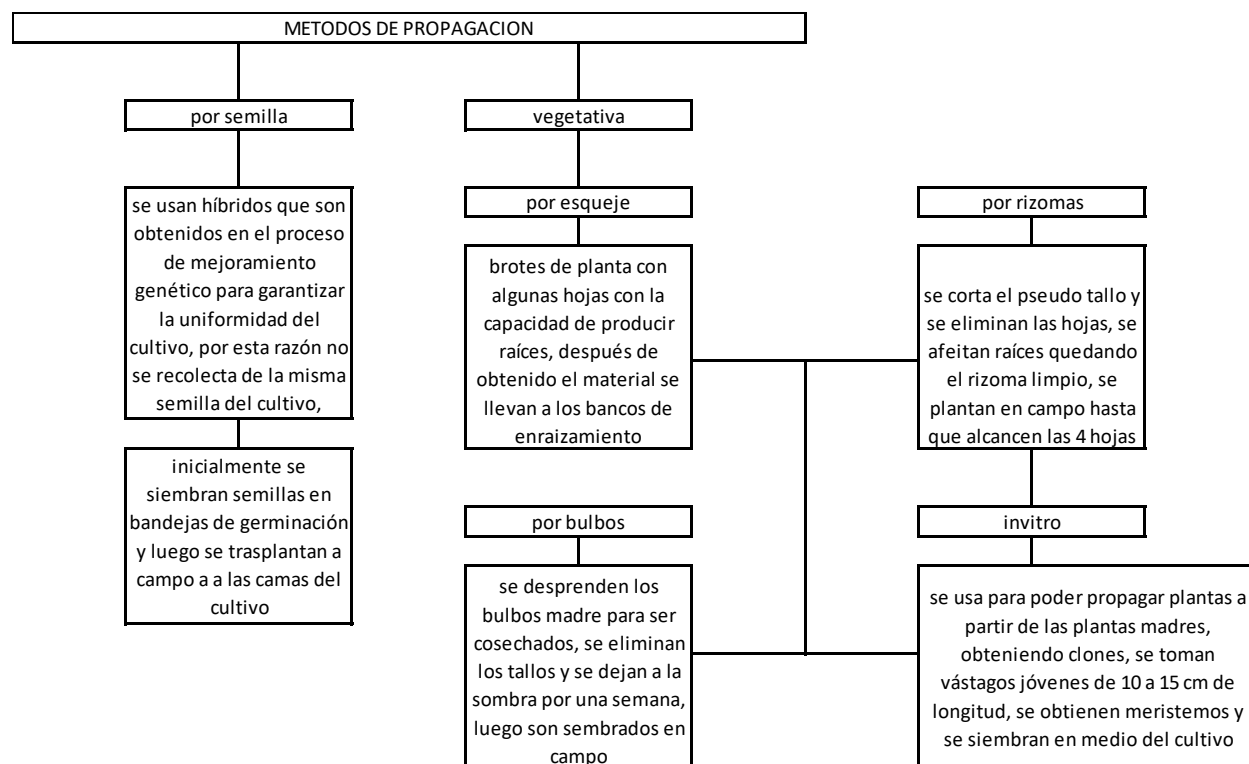 METODOS DE PROPAGACION
por semilla
se usan híbridos que son
obtenidos en el proceso
de mejoramiento
genético para garantizar
la uniformidad del
cultivo, por esta razón no
se recolecta de la misma
semilla del cultivo,
inicialmente se
siembran semillas en
bandejas de germinación
y luego se trasplantan a
campo a a las camas del
cultivo
vegetativa
por esqueje
brotes de planta con
algunas hojas con la
capacidad de producir
raíces, después de
obtenido el material se
llevan a los bancos de
enraizamiento
por rizomas
se corta el pseudo tallo y
se eliminan las hojas, se
afeitan raíces quedando
el rizoma limpio, se
plantan en campo hasta
que alcancen las 4 hojas
por bulbos
se desprenden los
bulbos madre para ser
cosechados, se eliminan
los tallos y se dejan a la
sombra por una semana,
luego son sembrados en
campo
invitro
se usa para poder propagar plantas a
partir de las plantas madres,
obteniendo clones, se toman
vástagos jóvenes de 10 a 15 cm de
longitud, se obtienen meristemos y
se siembran en medio del cultivo